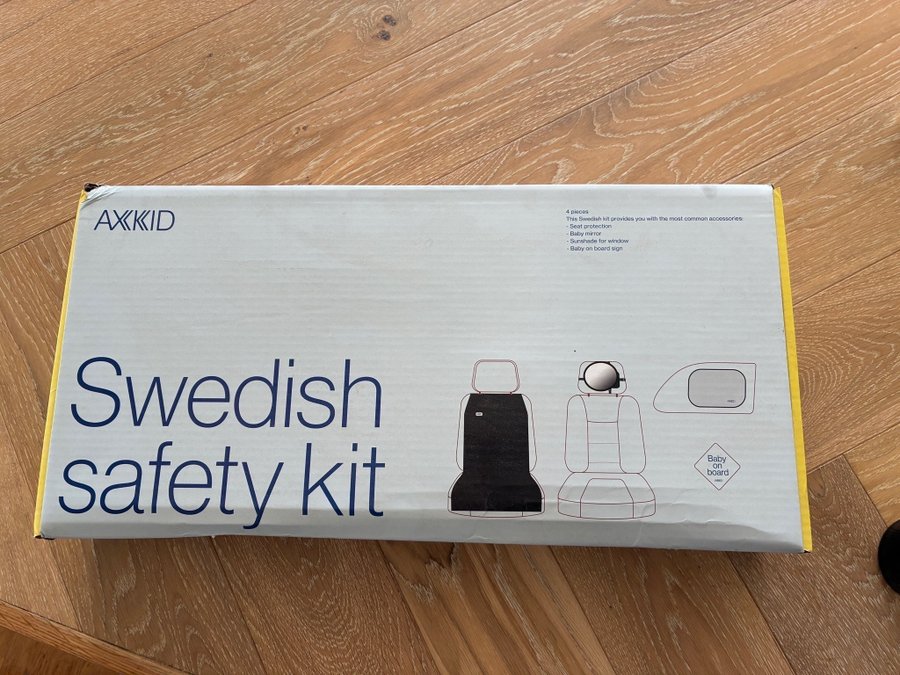 AXKID
4 pieces
This Swedish kit provides you with the most common accessories:
- Seat protection
- Baby mirror
- Sunshade for window
- Baby on board sign
Swedish
safety kit
Baby
on
board